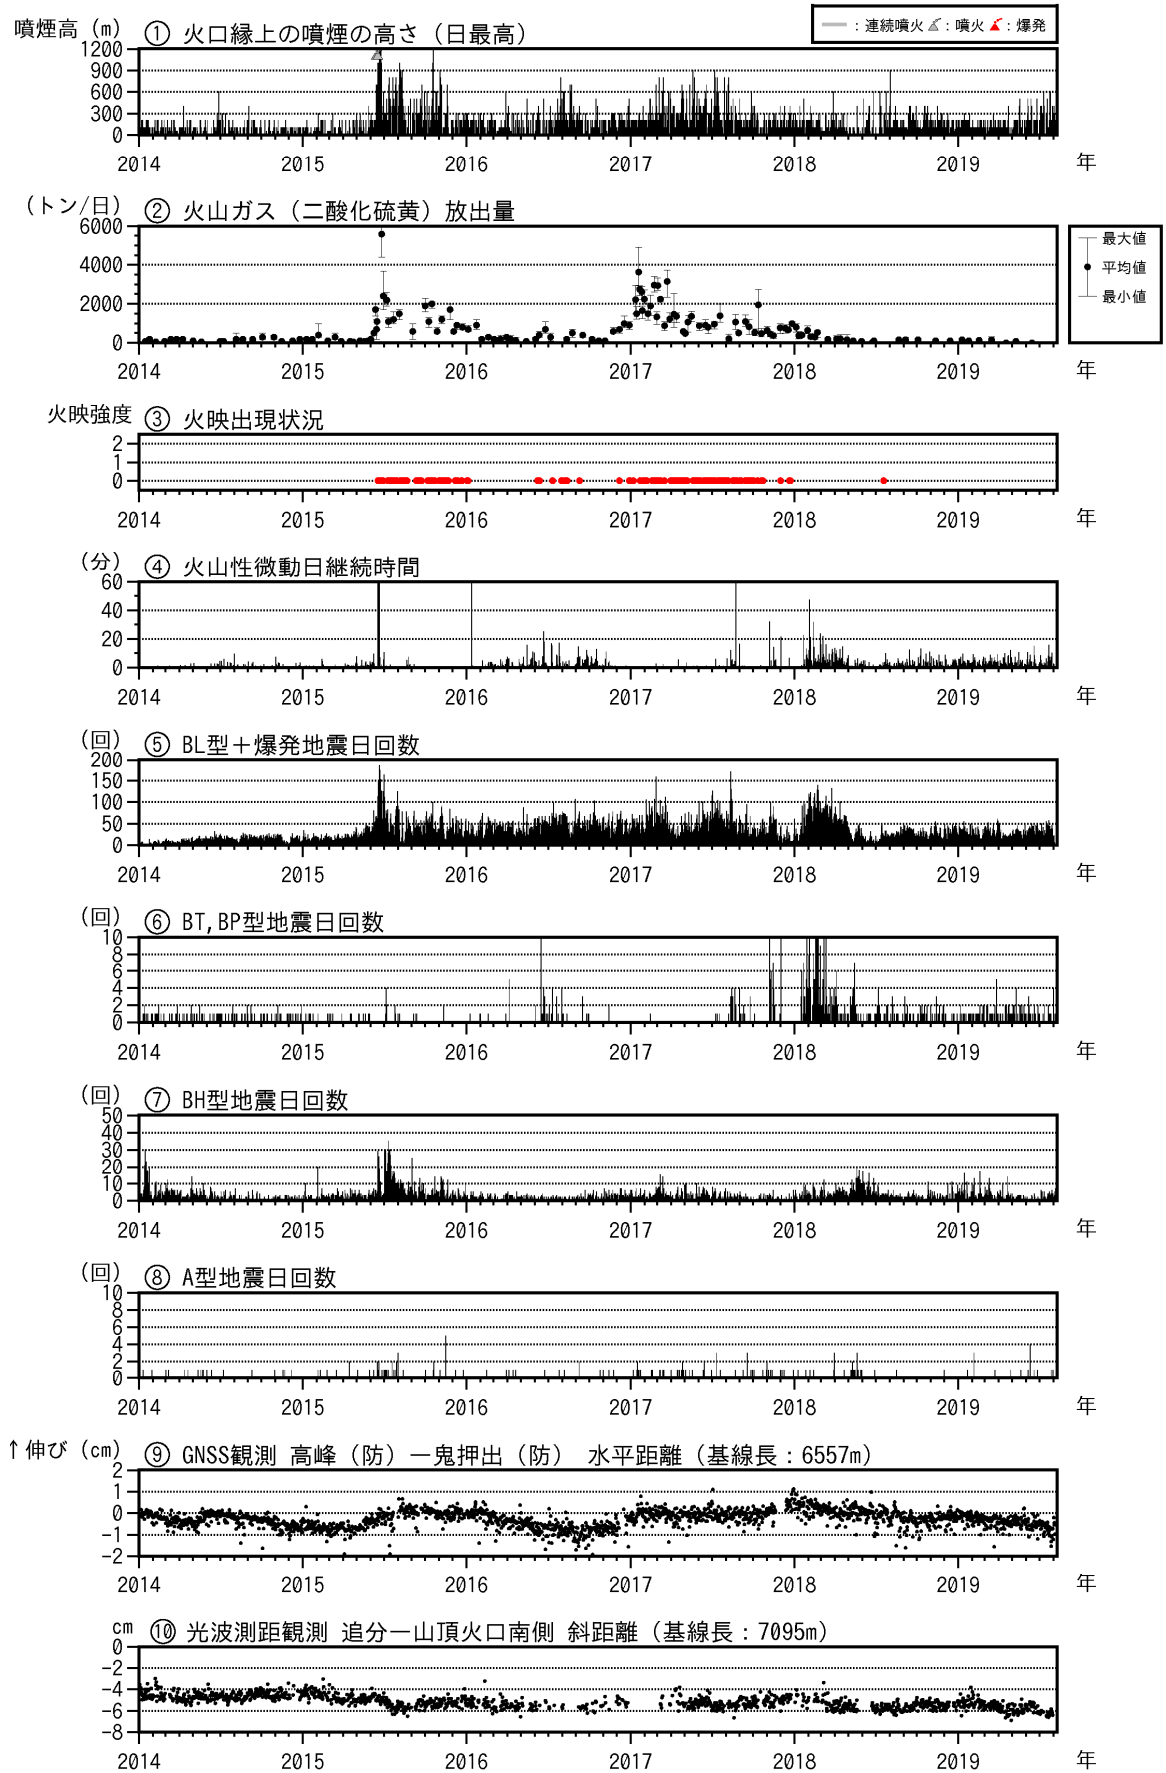 噴煙高 (m) ① 火口縁上の噴煙の高さ（日最高）
：連続噴火 ：噴火 ：爆発
1200
900
600
300
0
2014 2015 2016 2017 2018 2019 年
（トン/日） ② 火山ガス（二酸化硫黄）放出量
6000
4000
2000
0
最大値
平均値
最小値
2014 2015 2016 2017 2018 2019 年
火映強度 ③ 火映出現状況
2
1
0
2014 2015 2016 2017 2018 2019 年
（分） ④ 火山性微動日継続時間
60
40
20
0
2014 2015 2016 2017 2018 2019 年
（回） ⑤ BL型＋爆発地震日回数
200
150
100
50
0
2014 2015 2016 2017 2018 2019 年
（回） ⑥ BT,BP型地震日回数
10
8
6
4
2
0
2014 2015 2016 2017 2018 2019 年
（回） ⑦ BH型地震日回数
50
40
30
20
10
0
2014 2015 2016 2017 2018 2019 年
（回） ⑧ A型地震日回数
10
8
6
4
2
0
2014 2015 2016 2017 2018 2019 年
↑伸び（cm） ⑨ GNSS観測 高峰（防）―鬼押出（防） 水平距離（基線長：6557m）
2
1
0
-1
-2
2014 2015 2016 2017 2018 2019 年
cm ⑩ 光波測距観測 追分―山頂火口南側 斜距離（基線長：7095m）
0
-2
-4
-6
-8
2014 2015 2016 2017 2018 2019 年